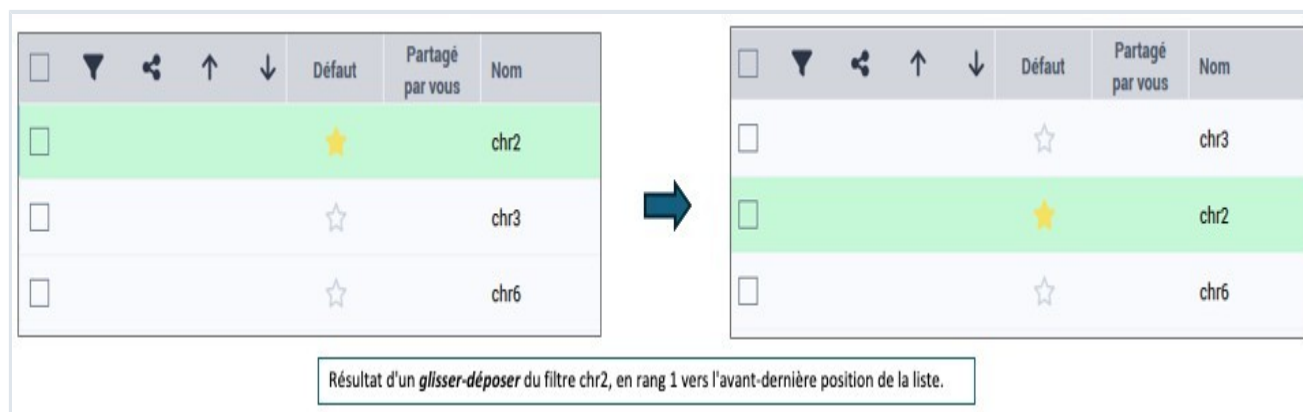 Défaut Partagé par vous Nom
chr2
chr3
chr6
Défaut Partagé par vous Nom
chr3
chr2
chr6
Résultat d'un glisser-déposer du filtre chr2, en rang 1 vers l'avant-dernière position de la liste.